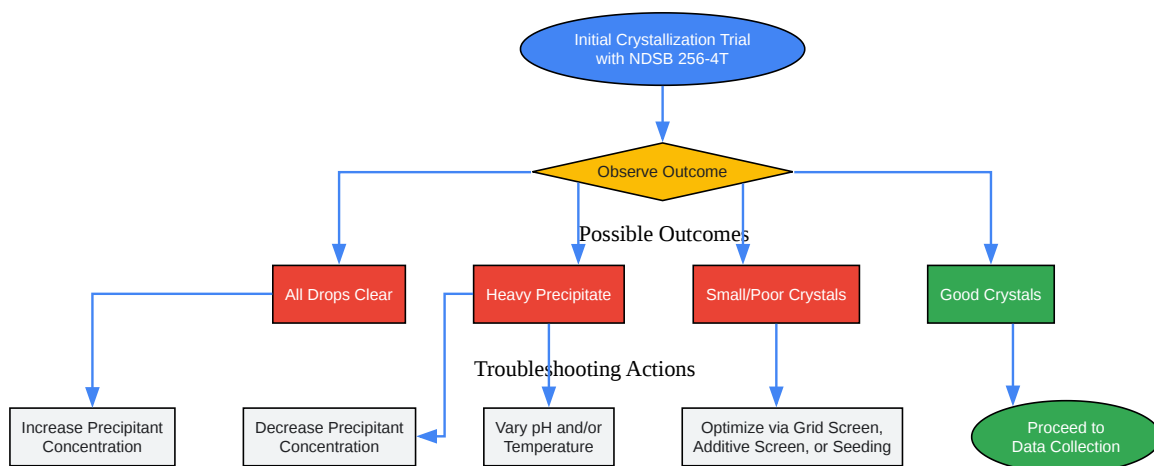 Initial Crystallization Trial
with NDSB 256-4T
Observe Outcome
Possible Outcomes
All Drops Clear
Heavy Precipitate
Small/Poor Crystals
Good Crystals
Troubleshooting Actions
Increase Precipitant
Concentration
Decrease Precipitant
Concentration
Vary pH and/or
Temperature
Optimize via Grid Screen,
Additive Screen, or Seeding
Proceed to
Data Collection